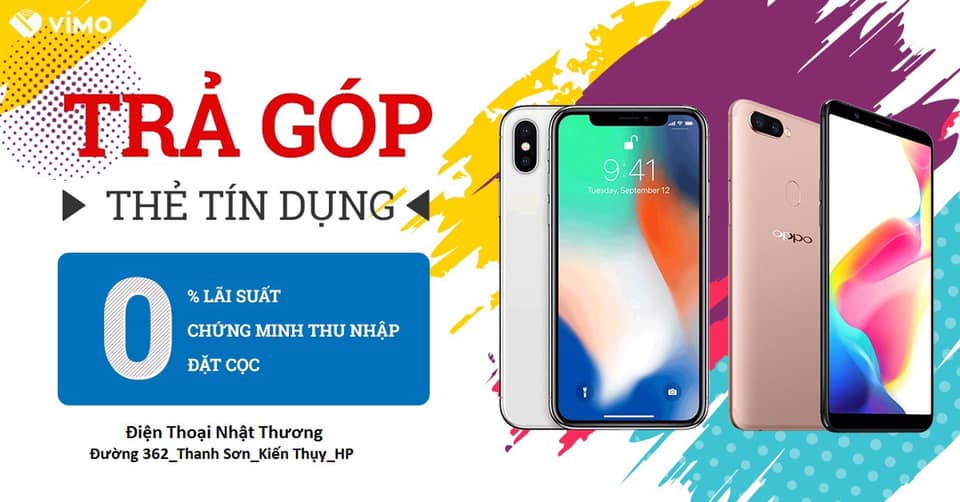 ViMO
TRẢ GÓP
THẺ TÍN DỤNG
0
% LÃI SUẤT
CHỨNG MINH THU NHẬP
ĐẶT CỌC
Điện Thoại Nhật Thương
Đường 362_Thanh Sơn_Kiến Thụy_HP
9:41
Tuesday, September 12
oppo